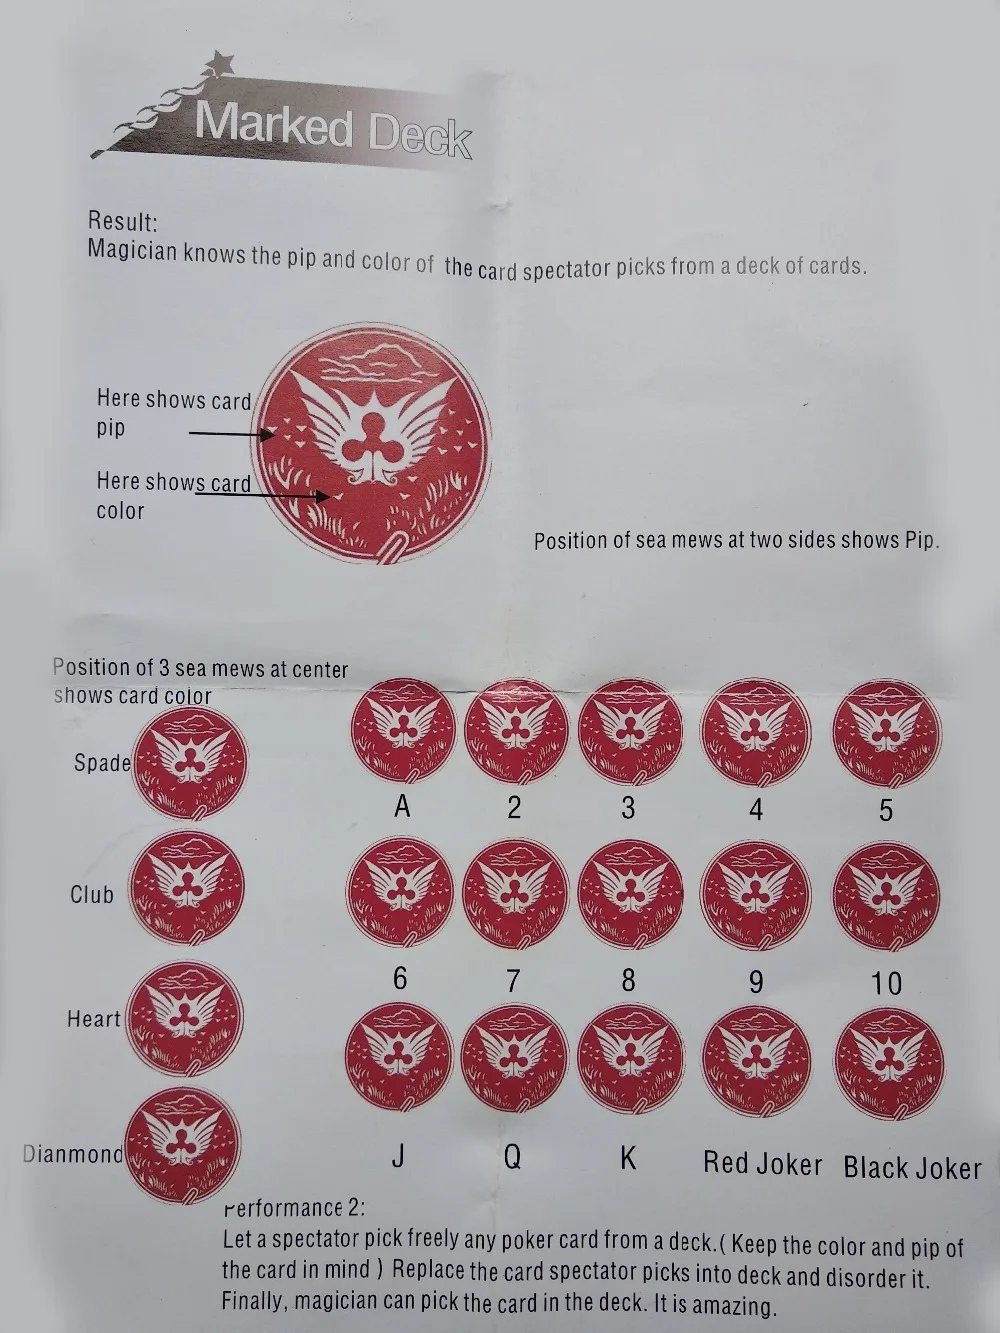 Marked Deck
Result:
Magician knows the pip and color of the card spectator picks from a deck of cards.
Here shows card
pip
Here shows card
color
Position of sea mews at two sides shows Pip.
Position of 3 sea mews at center
shows card color
Spade
Club
Heart
Dianmond
A 2 3 4 5
6 7 8 9 10
J Q K Red Joker Black Joker
Performance 2:
Let a spectator pick freely any poker card from a deck.( Keep the color and pip of
the card in mind ) Replace the card spectator picks into deck and disorder it.
Finally, magician can pick the card in the deck. It is amazing.